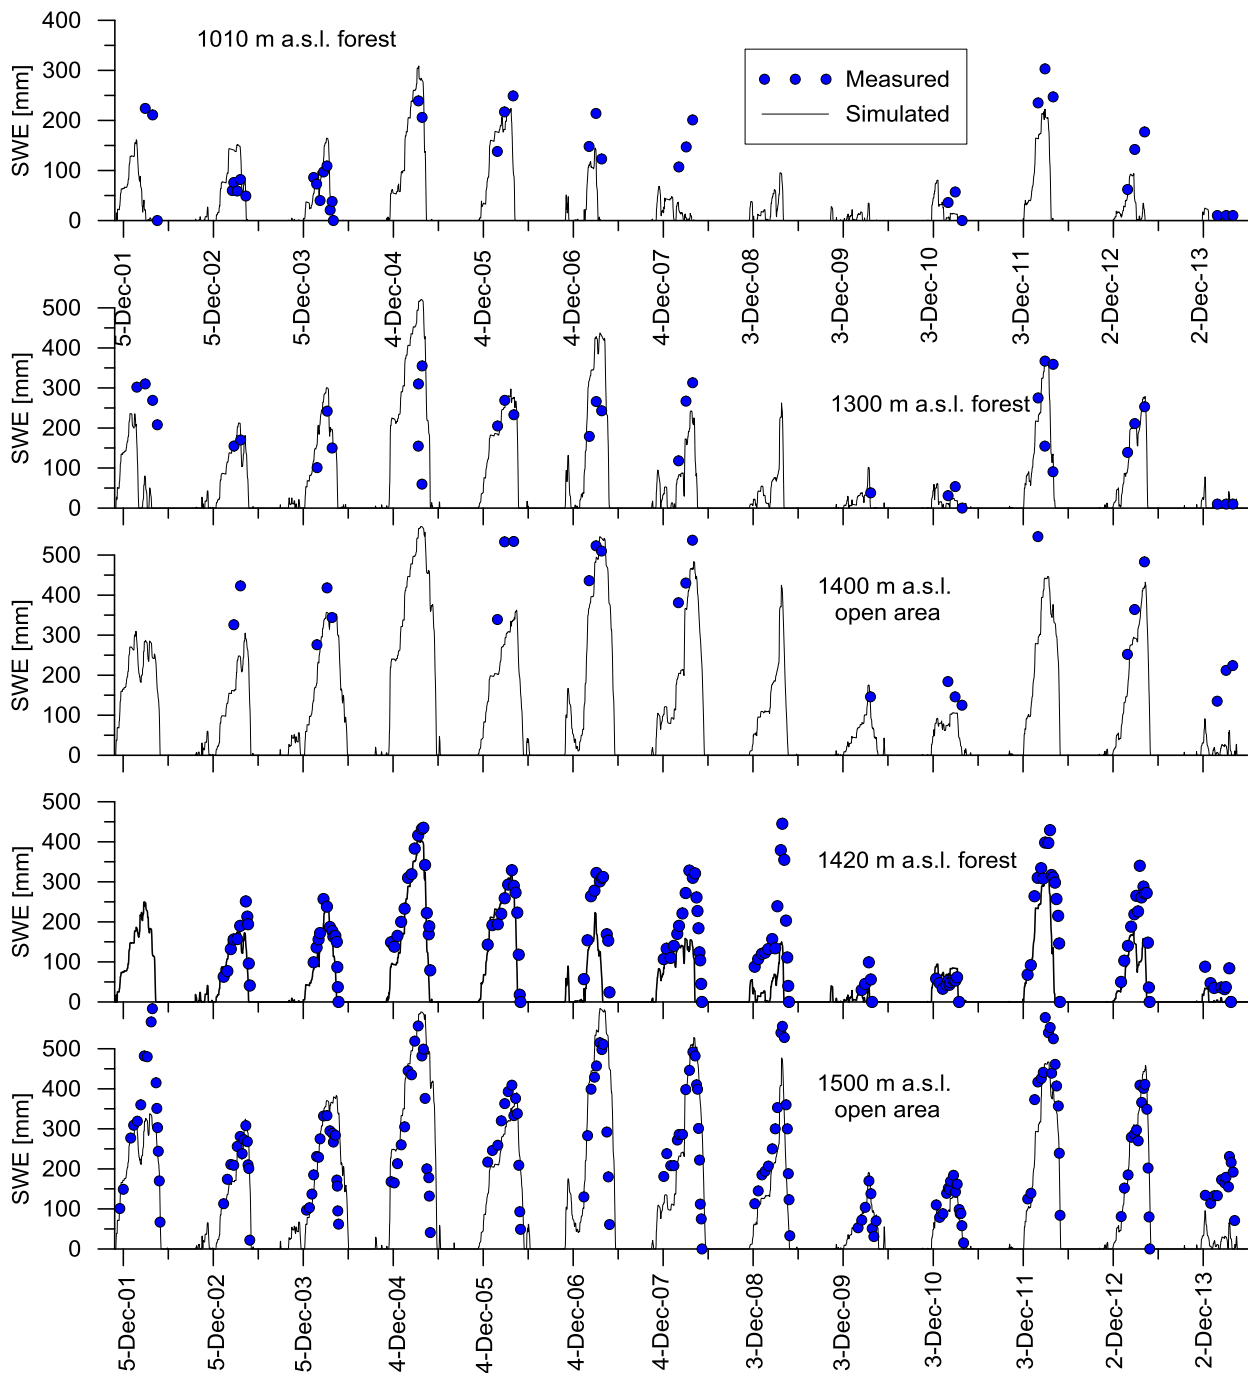 400
300
200
100
0
SWE [mm]
1010 m a.s.l. forest
Measured
Simulated
5-Dec-01
5-Dec-02
5-Dec-03
4-Dec-04
4-Dec-05
4-Dec-06
4-Dec-07
3-Dec-08
3-Dec-09
3-Dec-10
3-Dec-11
2-Dec-12
2-Dec-13
500
400
300
200
100
0
SWE [mm]
1300 m a.s.l. forest
500
400
300
200
100
0
SWE [mm]
1400 m a.s.l.
open area
500
400
300
200
100
0
SWE [mm]
1420 m a.s.l. forest
500
400
300
200
100
0
SWE [mm]
1500 m a.s.l.
open area
5-Dec-01
5-Dec-02
5-Dec-03
4-Dec-04
4-Dec-05
4-Dec-06
4-Dec-07
3-Dec-08
3-Dec-09
3-Dec-10
3-Dec-11
2-Dec-12
2-Dec-13